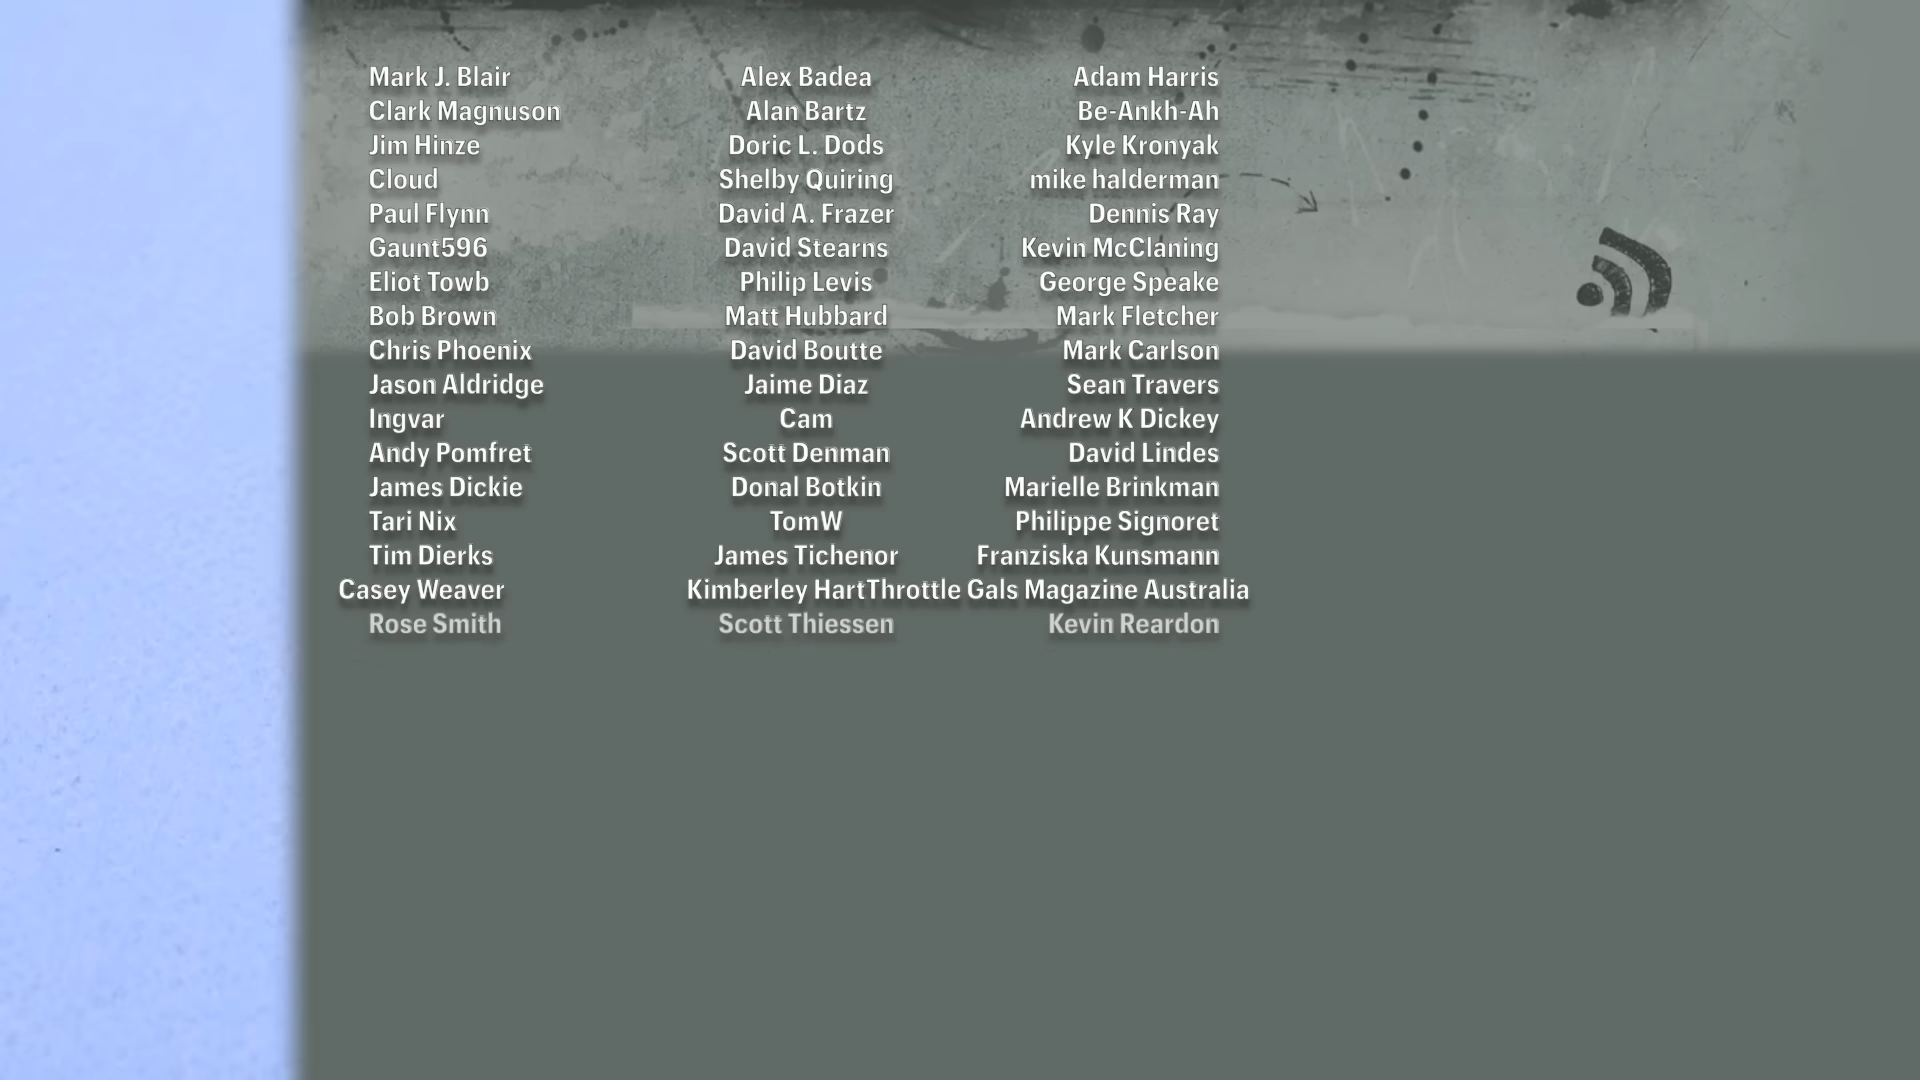 Mark J. Blair Alex Badea Adam Harris
Clark Magnuson Alan Bartz Be-Ankh-Ah
Jim Hinze Doric L. Dods Kyle Kronyak
Cloud Shelby Quiring mike halderman
Paul Flynn David A. Frazer Dennis Ray
Gaunt596 David Stearns Kevin McClaning
Eliot Towb Philip Levis George Speake
Bob Brown Matt Hubbard Mark Fletcher
Chris Phoenix David Boutte Mark Carlson
Jason Aldridge Jaime Diaz Sean Travers
Ingvar Cam Andrew K Dickey
Andy Pomfret Scott Denman David Lindes
James Dickie Donal Botkin Marielle Brinkman
Tari Nix TomW Philippe Signoret
Tim Dierks James Tichenor Franziska Kunsmann
Casey Weaver Kimberley HartThrottle Gals Magazine Australia
Rose Smith Scott Thiessen Kevin Reardon